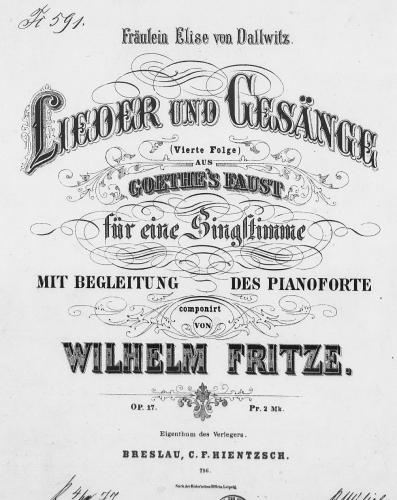 Fräulein Elise von Dallwitz.
LIEDER UND GESÄNGE
(Vierte Folge)
AUS
GOETHE'S FAUST
für eine Singstimme
MIT BEGLEITUNG DES PIANOFORTE
componirt
VON
WILHELM FRITZE.
OP. 17. Pr. 2 Mk.
Eigenthum des Verlegers.
BRESLAU, C. F. HIENTZSCH.